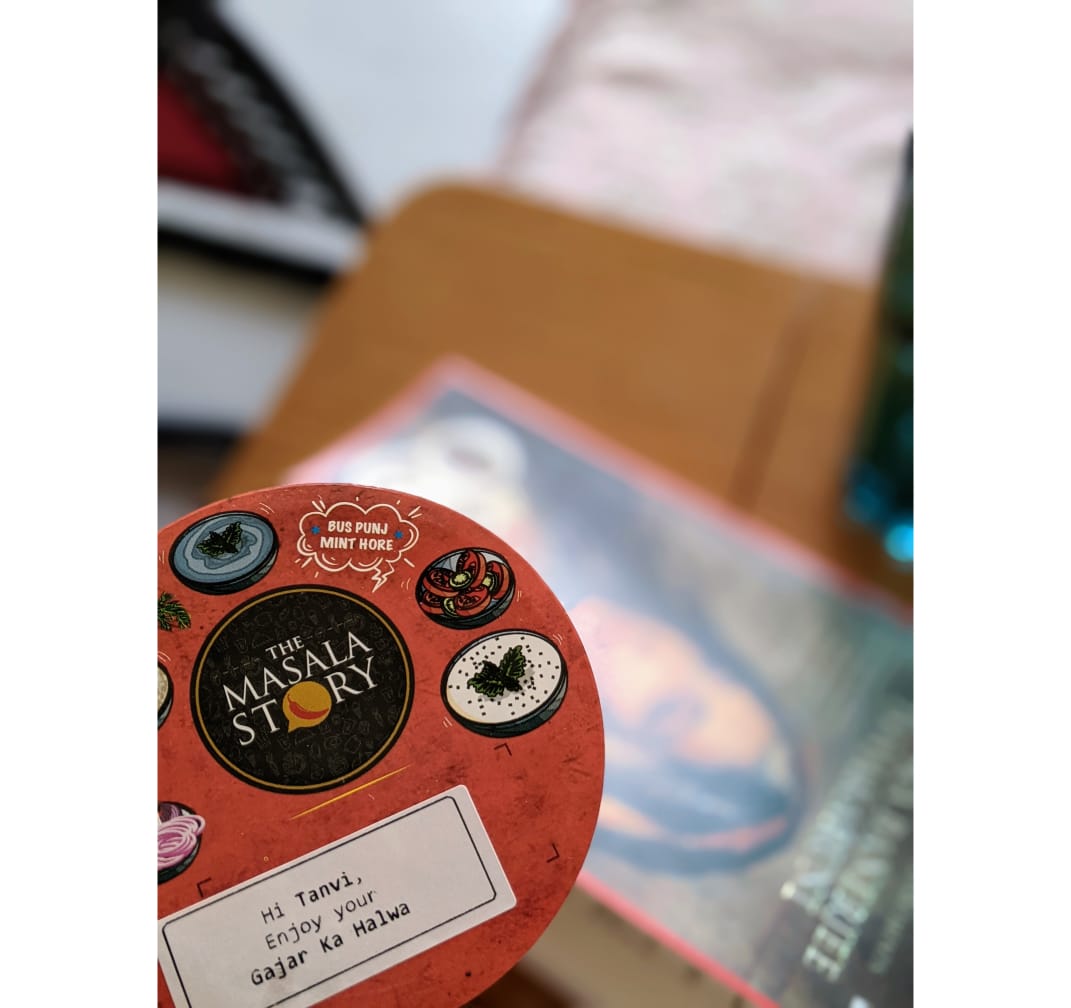 BUS PUNJ
MINT HORE
THE
MASALA
STORY
Hi Tanvi,
Enjoy your
Gajar Ka Halwa